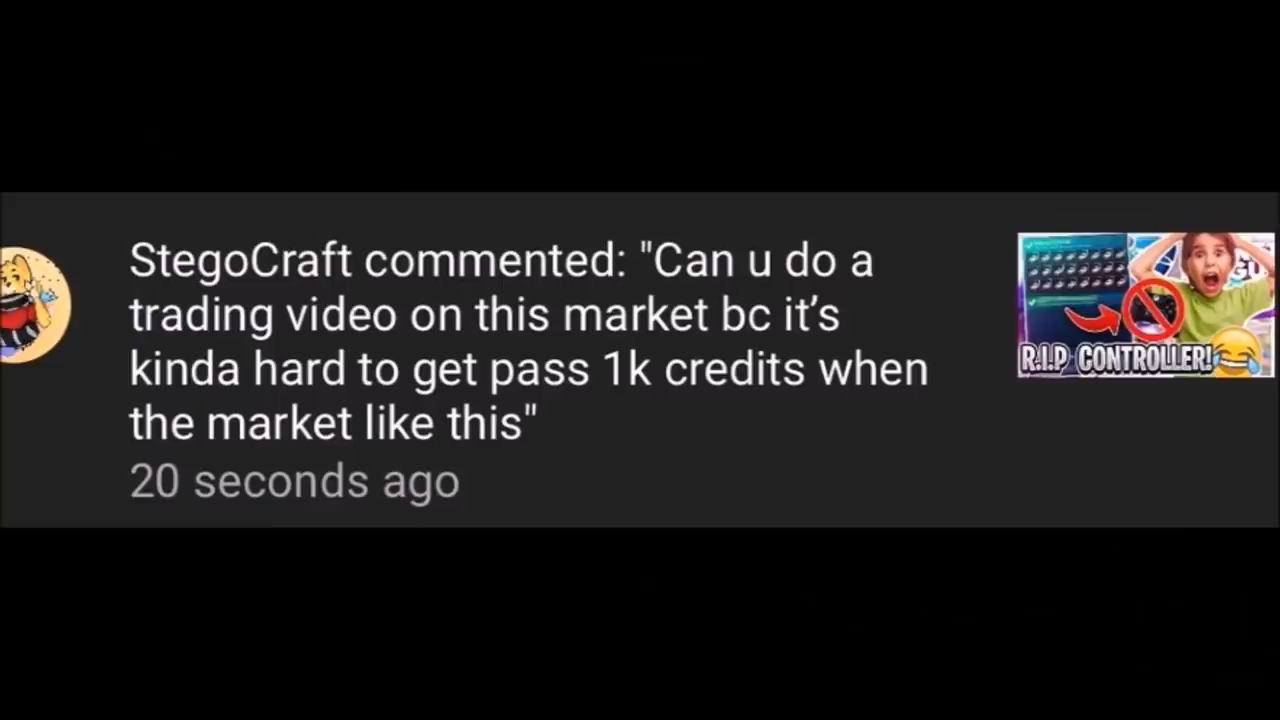 StegoCraft commented: "Can u do a
trading video on this market bc it’s
kinda hard to get pass 1k credits when
the market like this"
20 seconds ago
R.I.P CONTROLLER!